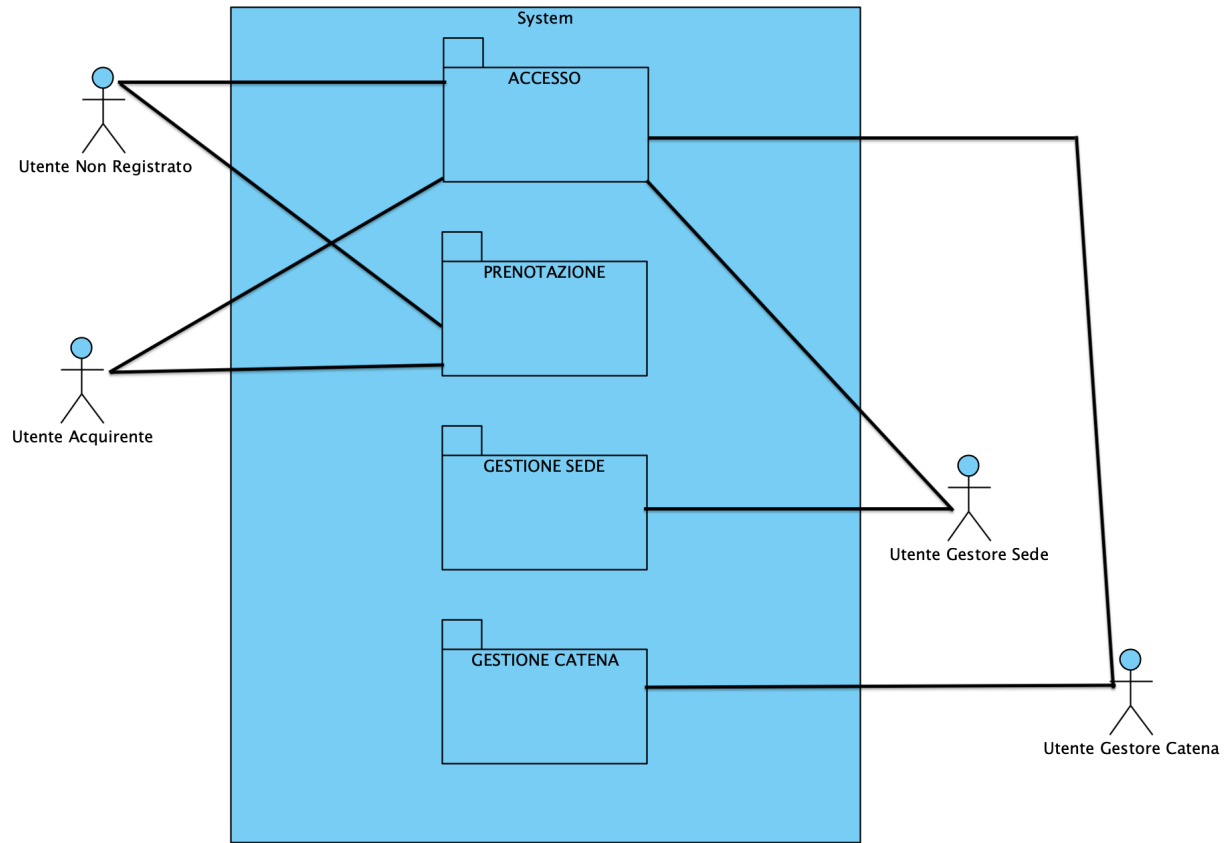 System
ACCESSO
Utente Non Registrato
PRENOTAZIONE
Utente Acquirente
GESTIONE SEDE
Utente Gestore Sede
GESTIONE CATENA
Utente Gestore Catena